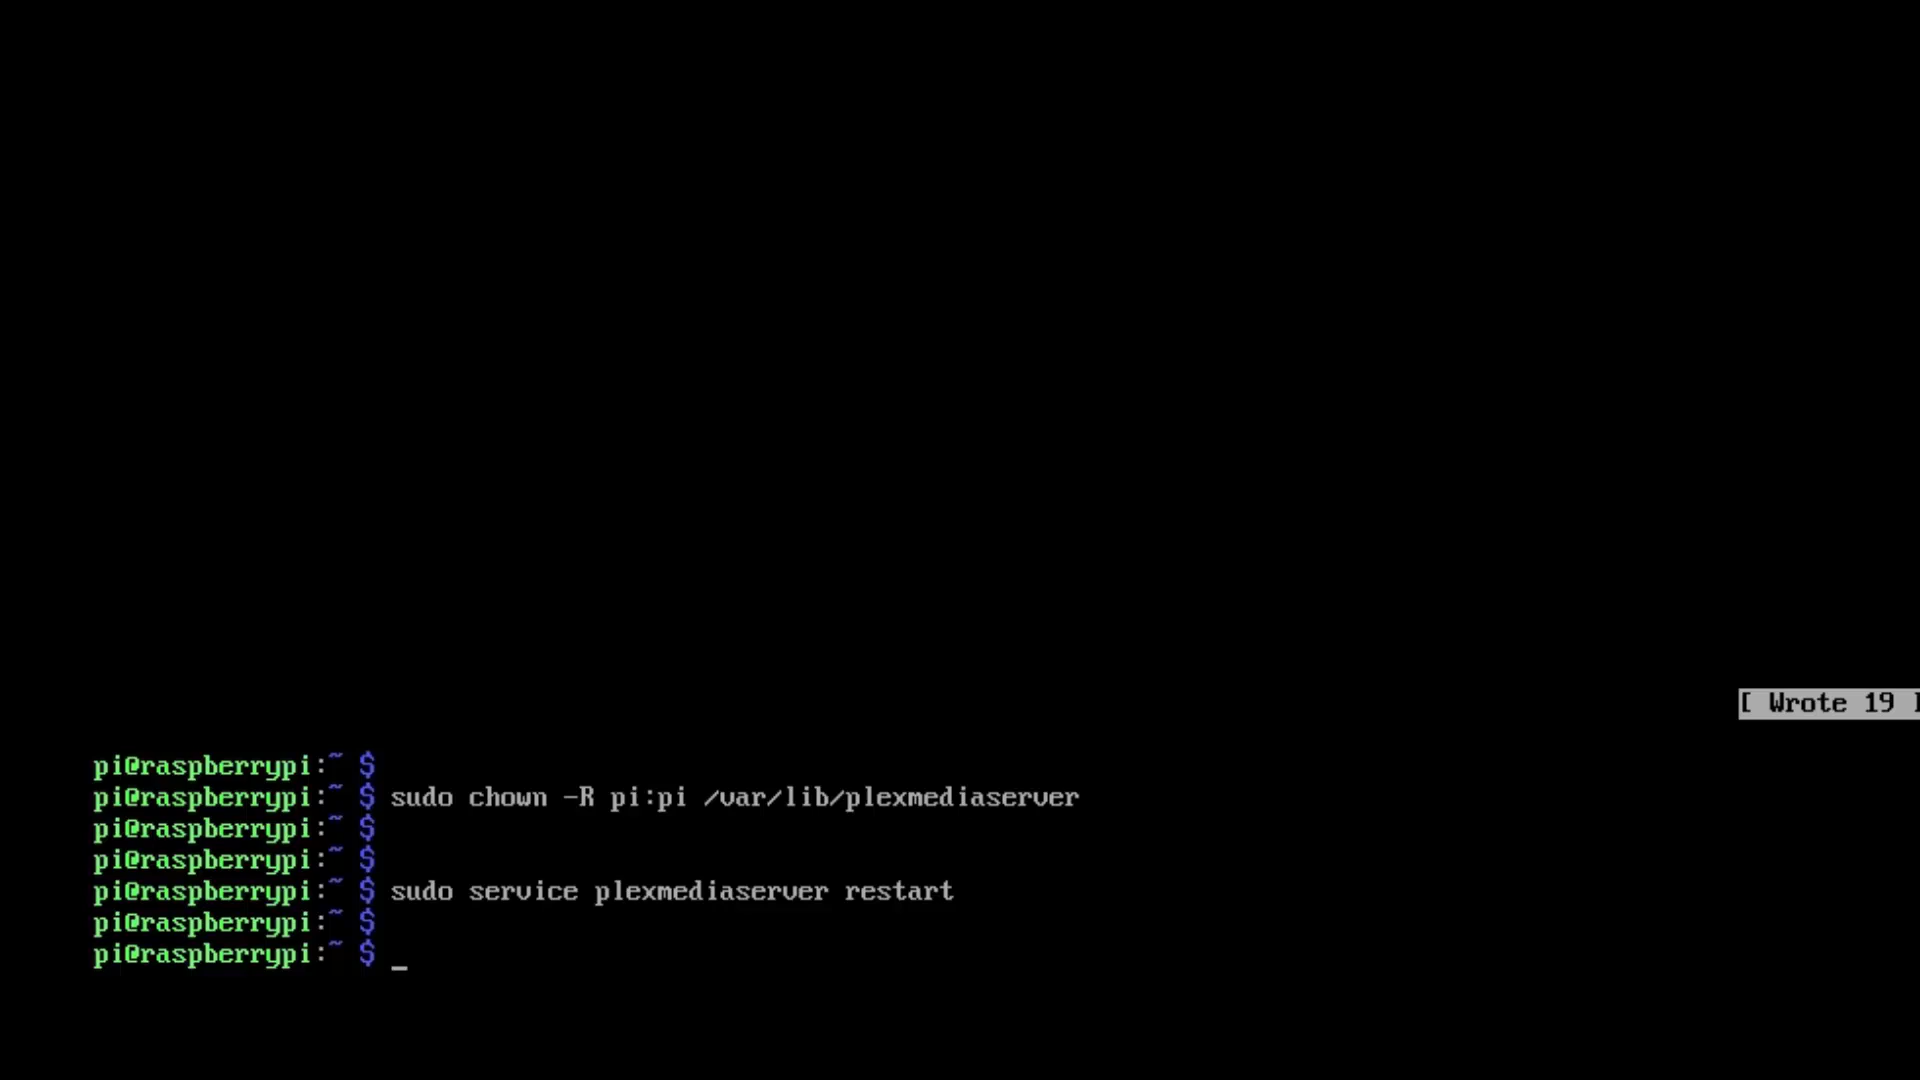 [ Wrote 19
pi@raspberrypi:~ $
pi@raspberrypi:~ $ sudo chown -R pi:pi /var/lib/plexmediaserver
pi@raspberrypi:~ $
pi@raspberrypi:~ $
pi@raspberrypi:~ $ sudo service plexmediaserver restart
pi@raspberrypi:~ $
pi@raspberrypi:~ $ _